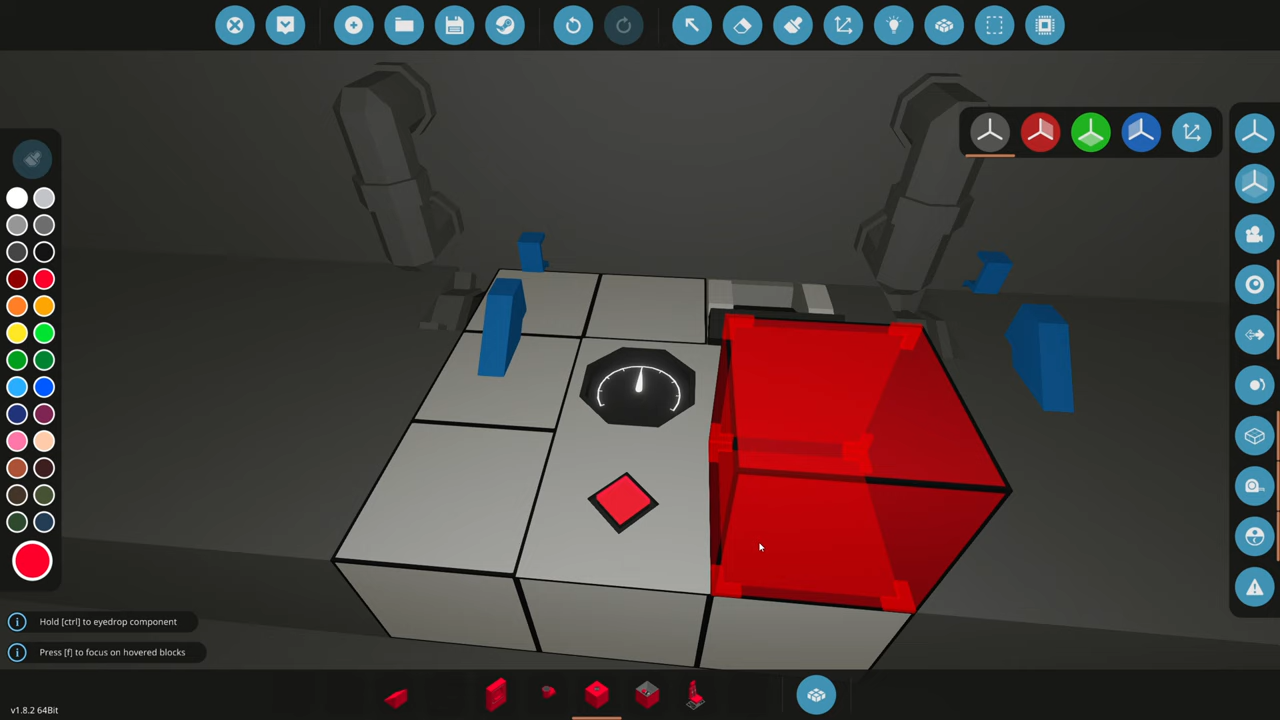 Hold [ctrl] to eyedrop component
Press [f] to focus on hovered blocks
v1.8.2 64Bit